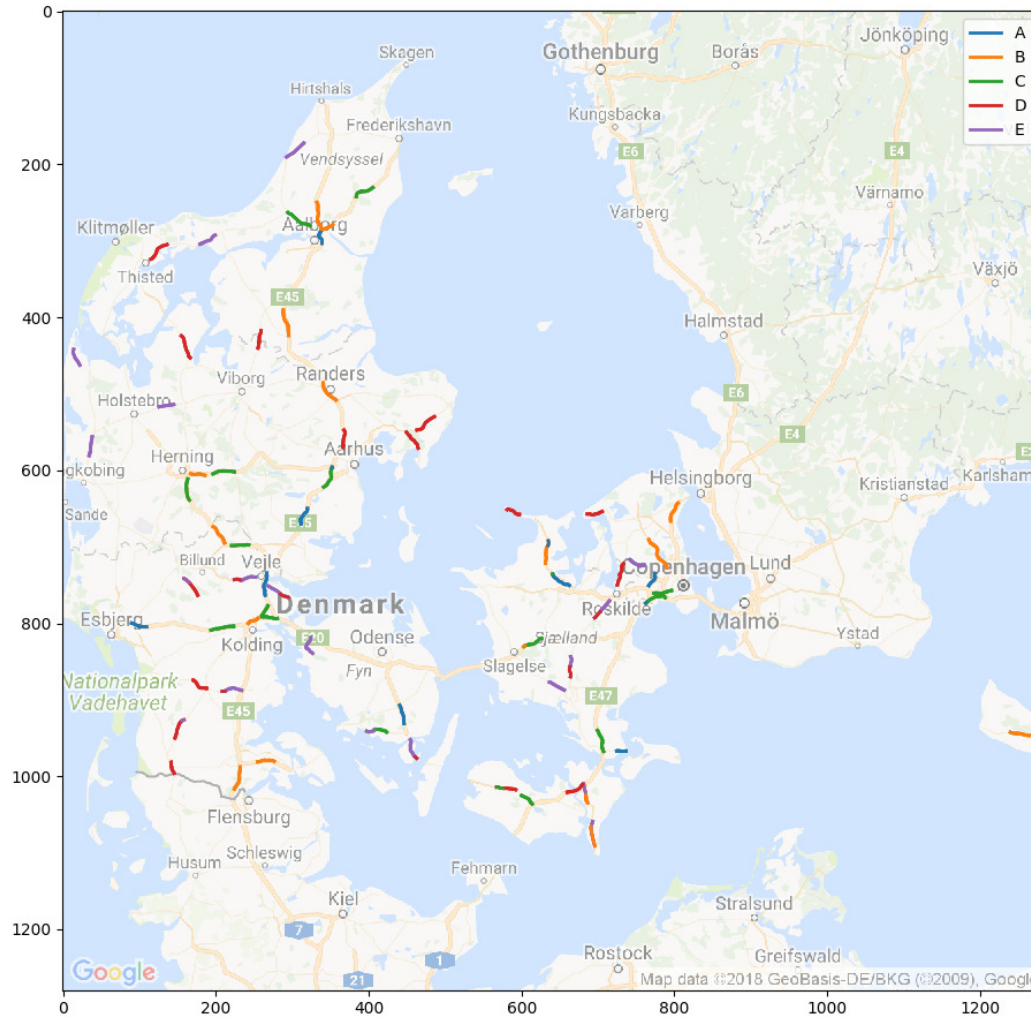 0
200
400
600
800
1000
1200
0
200
400
600
800
1000
1200
A
B
C
D
E
Skagen
Hirtshals
Frederikshavn
Vendsyssel
Aalborg
Klitmøller
Thisted
E45
Viborg
Randers
Holstebro
Aarhus
Herning
gkobing
Sande
Billund
Vejle
Denmark
Esbjerg
Kolding
E20
Odense
Fyn
Nationalpark
Vadehavet
E45
Flensburg
Schleswig
Husum
Kiel
7
21
1
Fehmarn
Gothenburg
Borås
Jönköping
Kungsbacka
E6
E4
Värnamo
Varberg
Växjö
Halmstad
E6
E4
Helsingborg
Karlsham
Kristianstad
Copenhagen
Lund
Roskilde
Malmö
Sjælland
Slagelse
Ystad
E47
Stralsund
Rostock
Greifswald
Google
Map data ©2018 GeoBasis-DE/BKG (©2009), Google